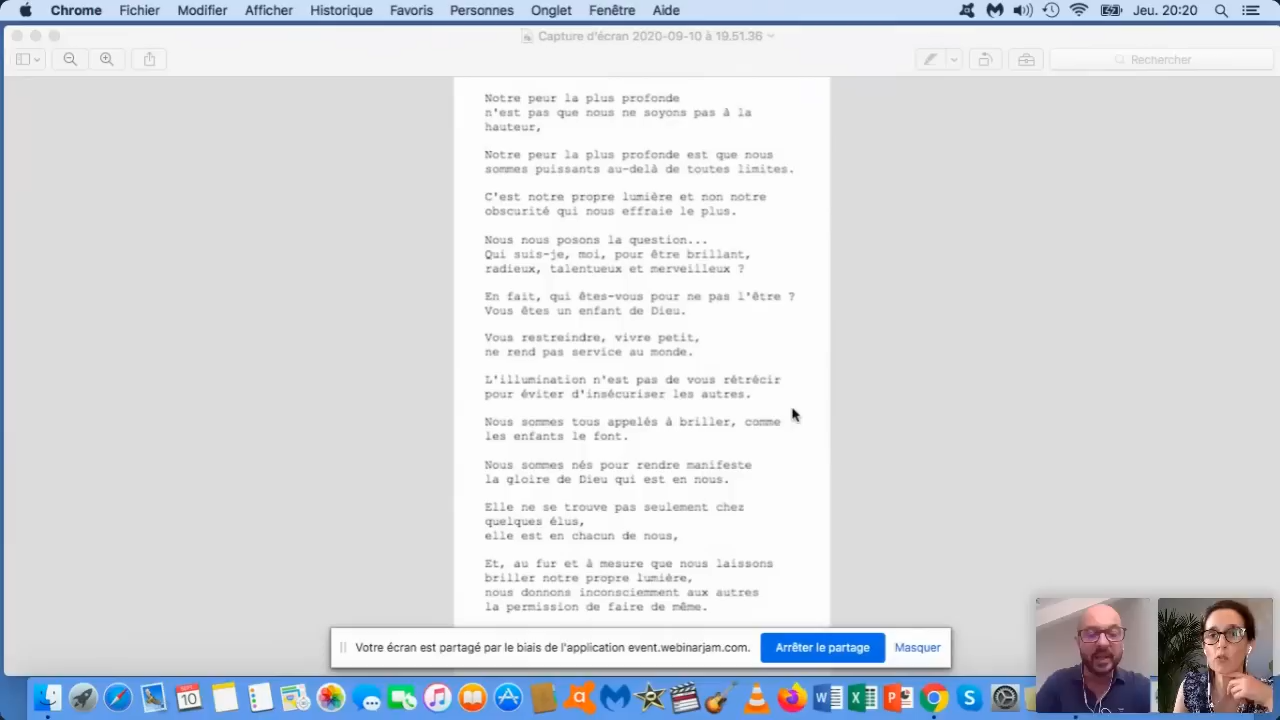 Chrome Fichier Modifier Afficher Historique Favoris Personnes Onglet Fenêtre Aide Jeu. 20:20
Capture d'écran 2020-09-10 à 19.51.36
Rechercher
Notre peur la plus profonde
n'est pas que nous ne soyons pas à la
hauteur,
Notre peur la plus profonde est que nous
sommes puissants au-delà de toutes limites.
C'est notre propre lumière et non notre
obscurité qui nous effraie le plus.
Nous nous posons la question...
Qui suis-je, moi, pour être brillant,
radieux, talentueux et merveilleux ?
En fait, qui êtes-vous pour ne pas l'être ?
Vous êtes un enfant de Dieu.
Vous restreindre, vivre petit,
ne rend pas service au monde.
L'illumination n'est pas de vous rétrécir
pour éviter d'insécuriser les autres.
Nous sommes tous appelés à briller, comme
les enfants le font.
Nous sommes nés pour rendre manifeste
la gloire de Dieu qui est en nous.
Elle ne se trouve pas seulement chez
quelques élus,
elle est en chacun de nous,
Et, au fur et à mesure que nous laissons
briller notre propre lumière,
nous donnons inconsciemment aux autres
la permission de faire de même.
Votre écran est partagé par le biais de l'application event.webinarjam.com.
Arrêter le partage
Masquer